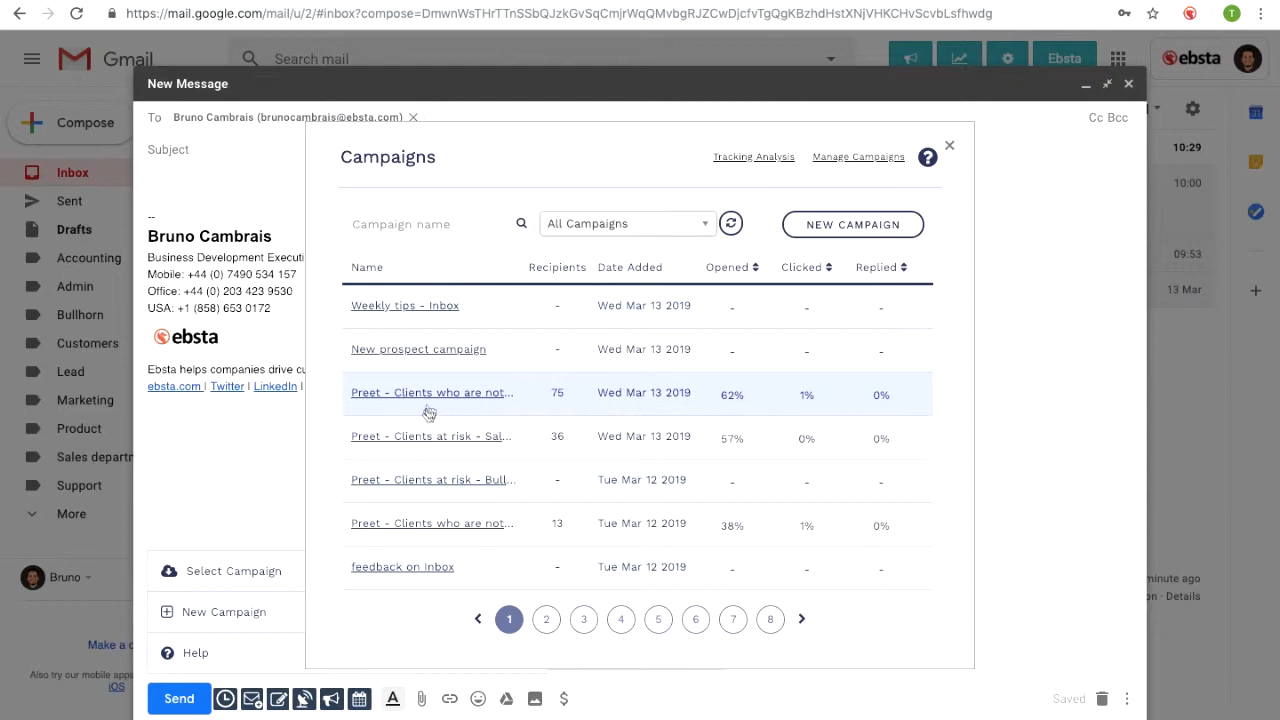 https://mail.google.com/mail/u/2/#inbox?compose=DmwnWsTHrTTnSSbQJzkGvSqCmjrWqQMvbgRJZCwDjcfvTgQgKBzhdHstXNjVHKCHvScvbLsfhwdg
T
Gmail
Search mail
Ebsta
ebsta
New Message
Compose
To Bruno Cambrais (brunocambrais@ebsta.com)
Cc Bcc
Subject
10:29
10:00
09:53
13 Mar
Inbox
Sent
Drafts
Accounting
Admin
Bullhorn
Customers
Lead
Marketing
Product
Sales departn
Support
More
Bruno
Make a c
Also try our mobile apps
iOS
--
Bruno Cambrais
Business Development Executi
Mobile: +44 (0) 7490 534 157
Office: +44 (0) 203 423 9530
USA: +1 (858) 653 0172
ebsta
Ebsta helps companies drive cu
ebsta.com | Twitter | LinkedIn |
Select Campaign
New Campaign
Help
Campaigns
Tracking Analysis Manage Campaigns ?
Campaign name All Campaigns NEW CAMPAIGN
Name Recipients Date Added Opened Clicked Replied
Weekly tips - Inbox - Wed Mar 13 2019 - - -
New prospect campaign - Wed Mar 13 2019 - - -
Preet - Clients who are not... 75 Wed Mar 13 2019 62% 1% 0%
Preet - Clients at risk - Sal... 36 Wed Mar 13 2019 57% 0% 0%
Preet - Clients at risk - Bull... - Tue Mar 12 2019 - - -
Preet - Clients who are not... 13 Tue Mar 12 2019 38% 1% 0%
feedback on Inbox - Tue Mar 12 2019 - - -
1 2 3 4 5 6 7 8
minute ago
on - Details
Send
A
$
Saved